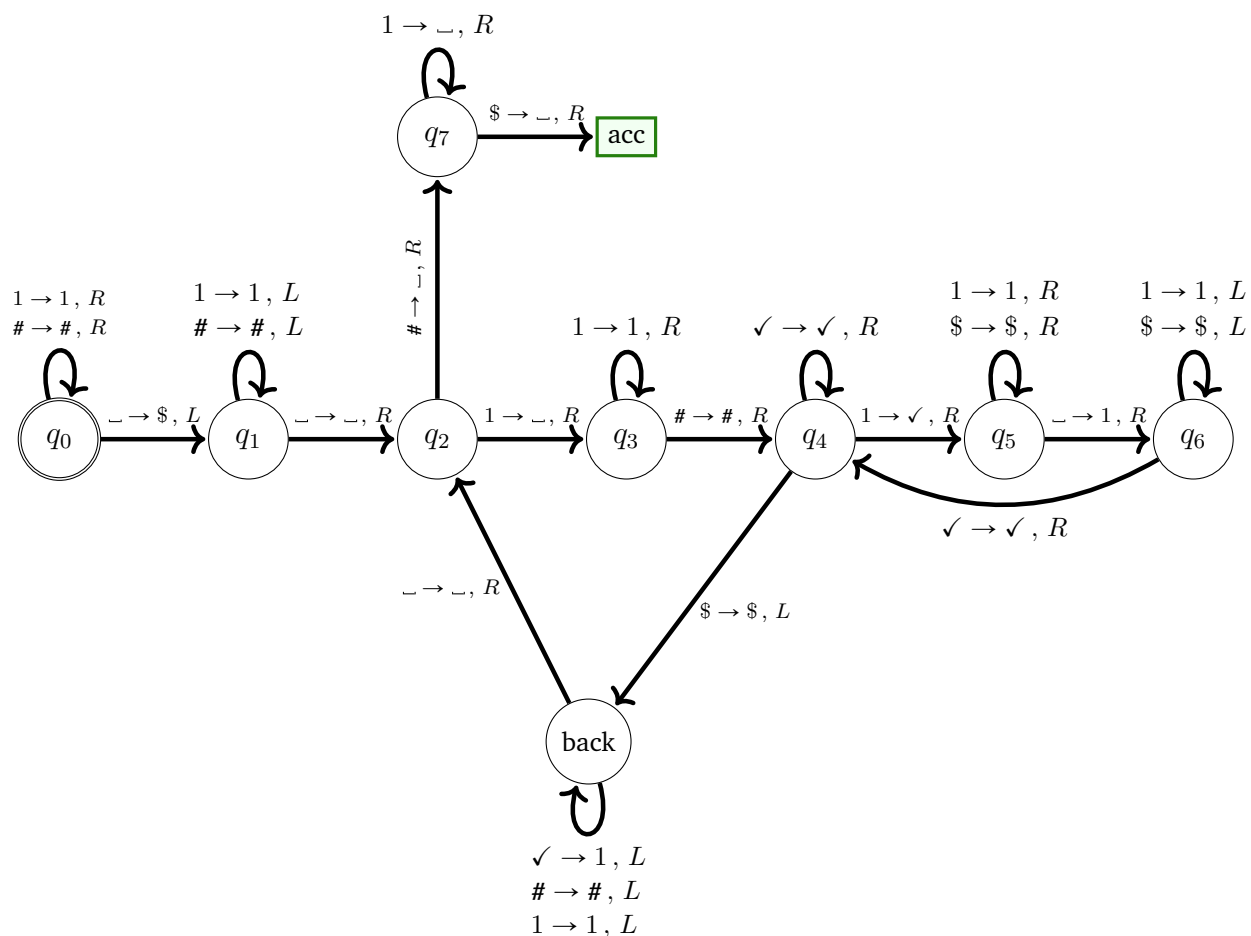 1 → ␣, R
$ → ␣, R
q₇
acc
# → ␣, R
1 → 1, R
# → #, R
1 → 1, L
# → #, L
1 → 1, R
✓ → ✓, R
1 → 1, R
$ → $, R
1 → 1, L
$ → $, L
q₀
␣ → $, L
q₁
␣ → ␣, R
q₂
1 → ␣, R
q₃
# → #, R
q₄
1 → ✓, R
q₅
␣ → 1, R
q₆
✓ → ✓, R
␣ → ␣, R
$ → $, L
back
✓ → 1, L
# → #, L
1 → 1, L